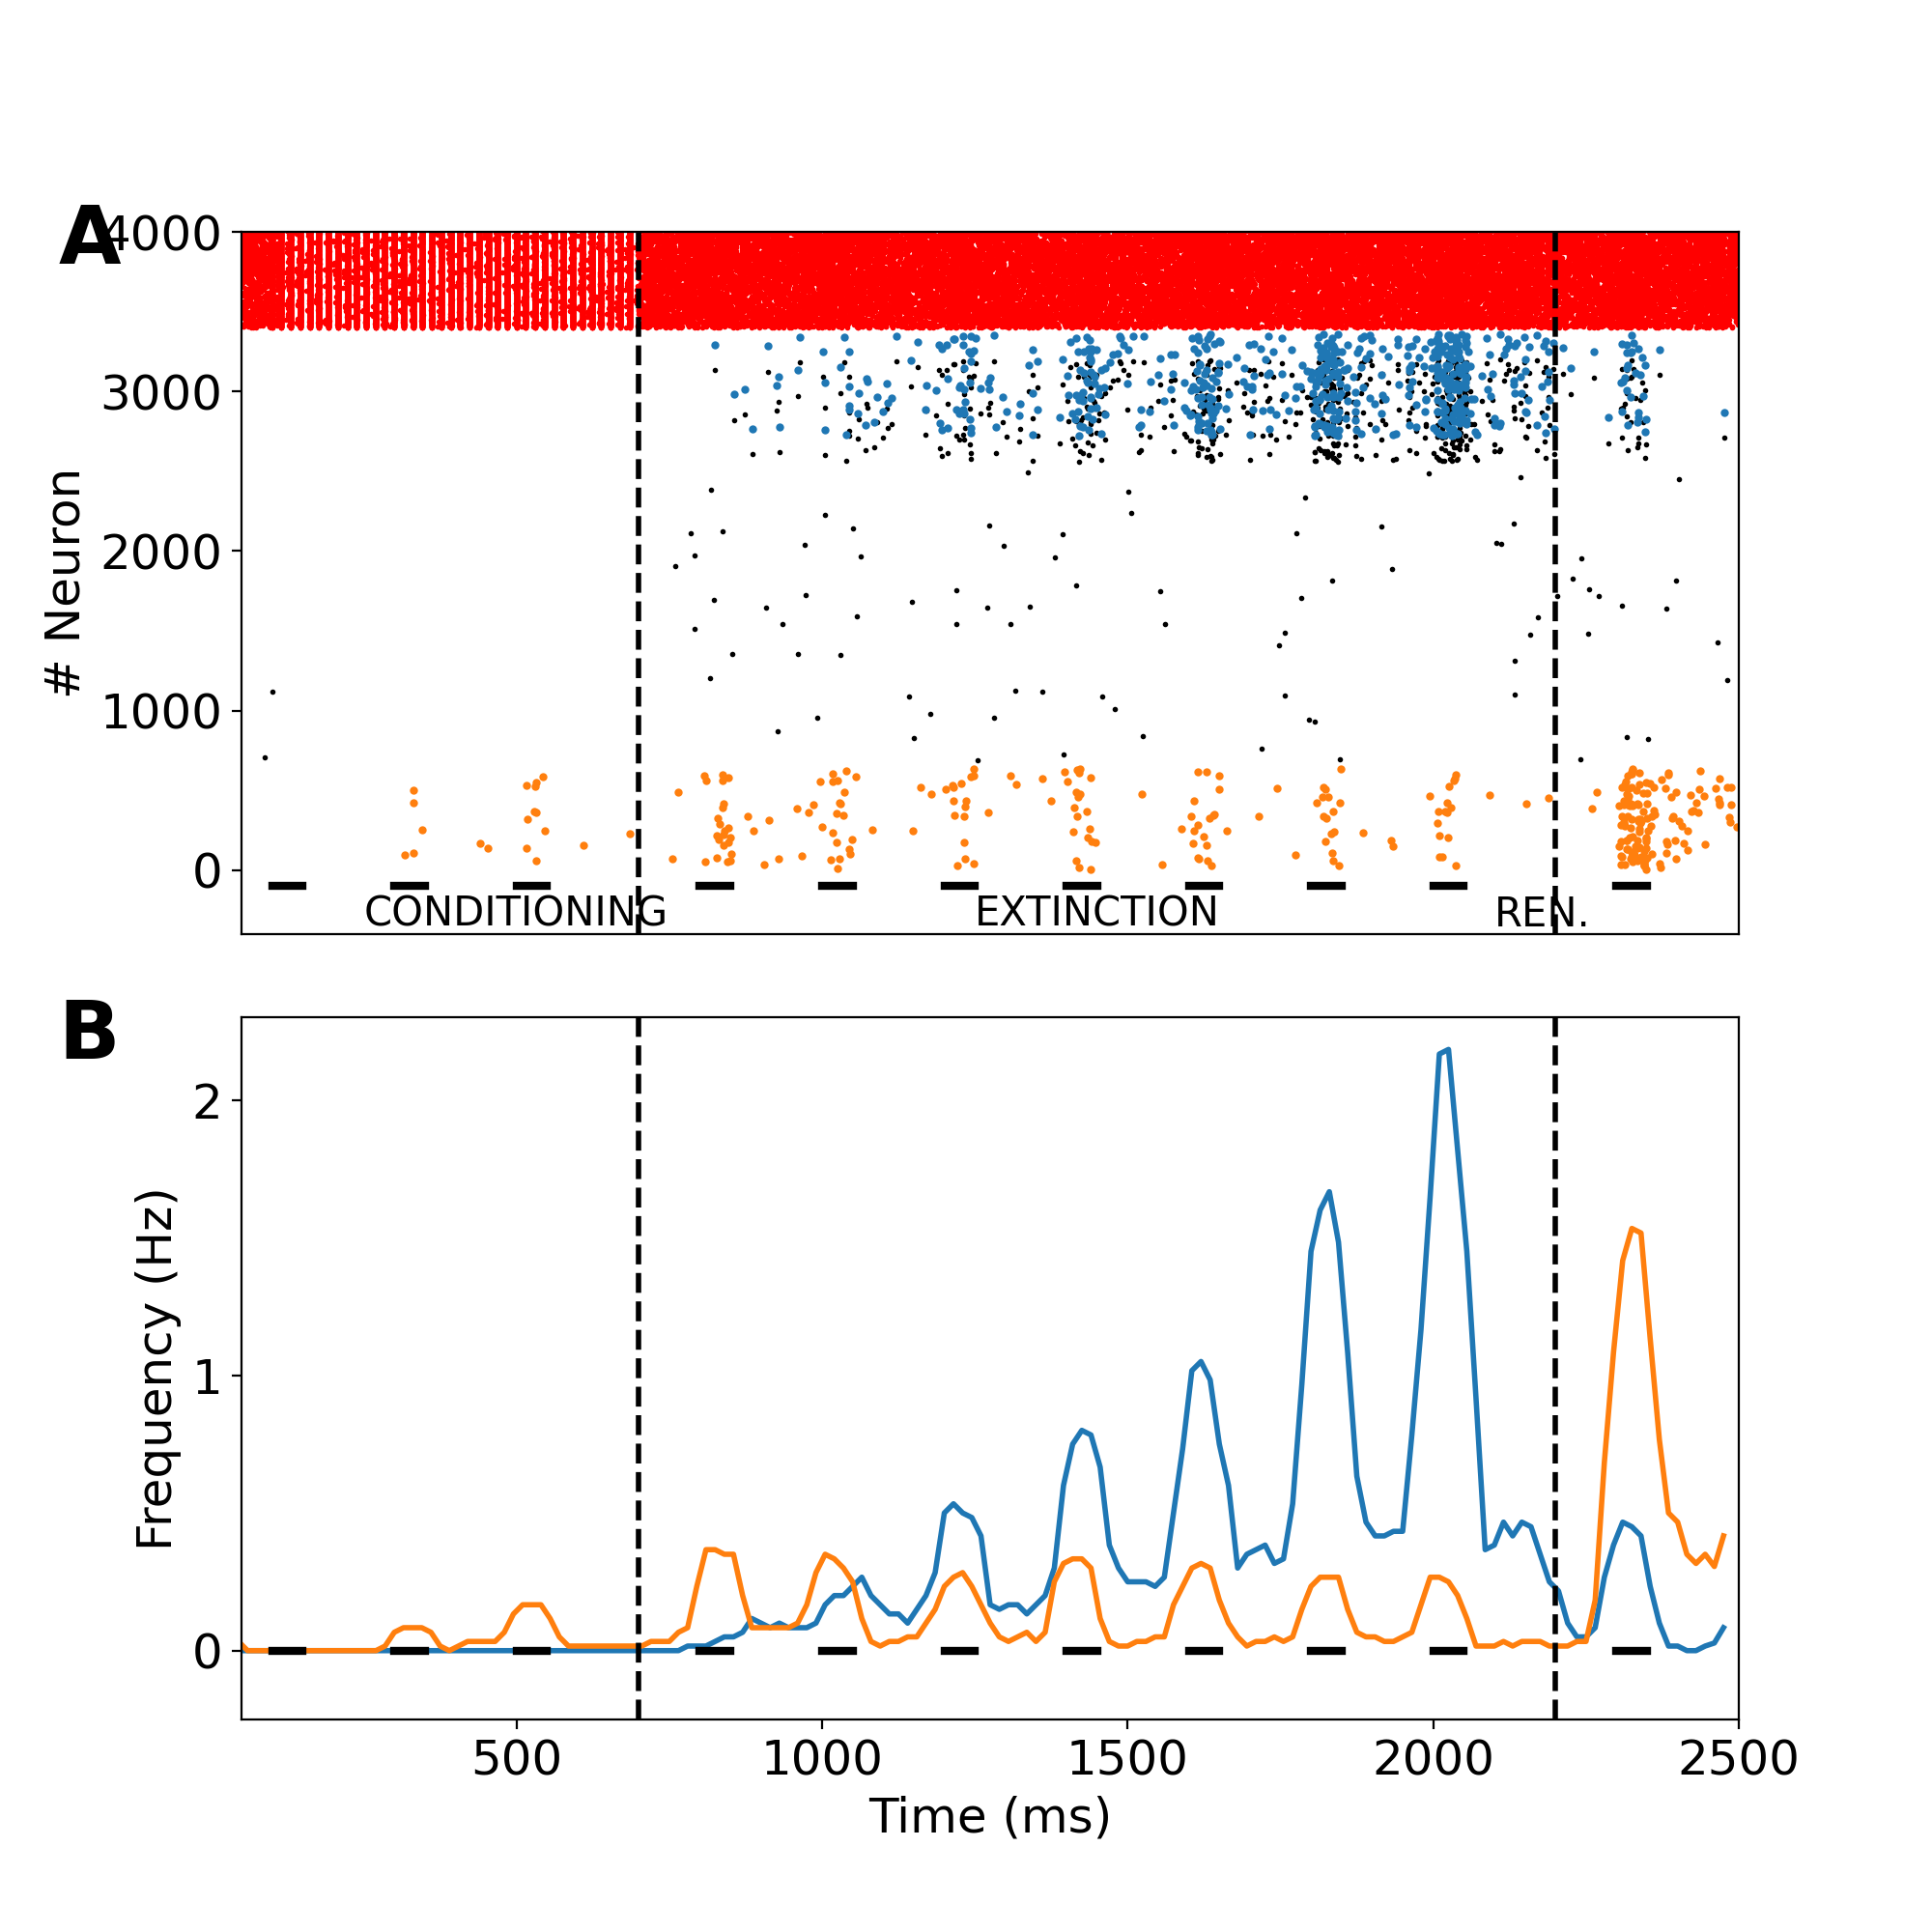 A
4000
3000
2000
1000
0
# Neuron
CONDITIONING EXTINCTION REN.
B
2
1
0
Frequency (Hz)
500 1000 1500 2000 2500
Time (ms)